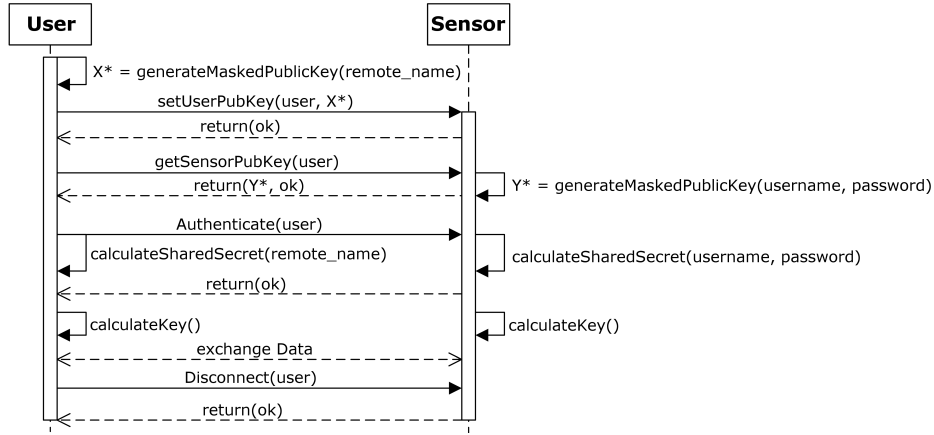 User
Sensor
X* = generateMaskedPublicKey(remote_name)
setUserPubKey(user, X*)
return(ok)
getSensorPubKey(user)
return(Y*, ok)
Y* = generateMaskedPublicKey(username, password)
Authenticate(user)
calculateSharedSecret(remote_name)
calculateSharedSecret(username, password)
return(ok)
calculateKey()
calculateKey()
exchange Data
Disconnect(user)
return(ok)